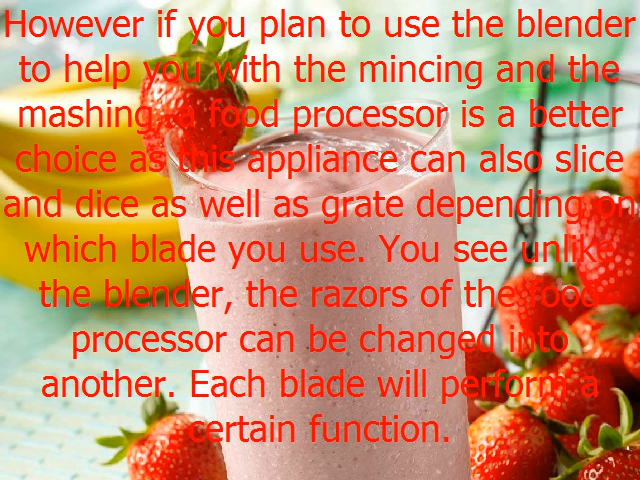 However if you plan to use the blender
to help you with the mincing and the
mashing, a food processor is a better
choice as this appliance can also slice
and dice as well as grate depending on
which blade you use. You see unlike
the blender, the razors of the food
processor can be changed into
another. Each blade will perform a
certain function.